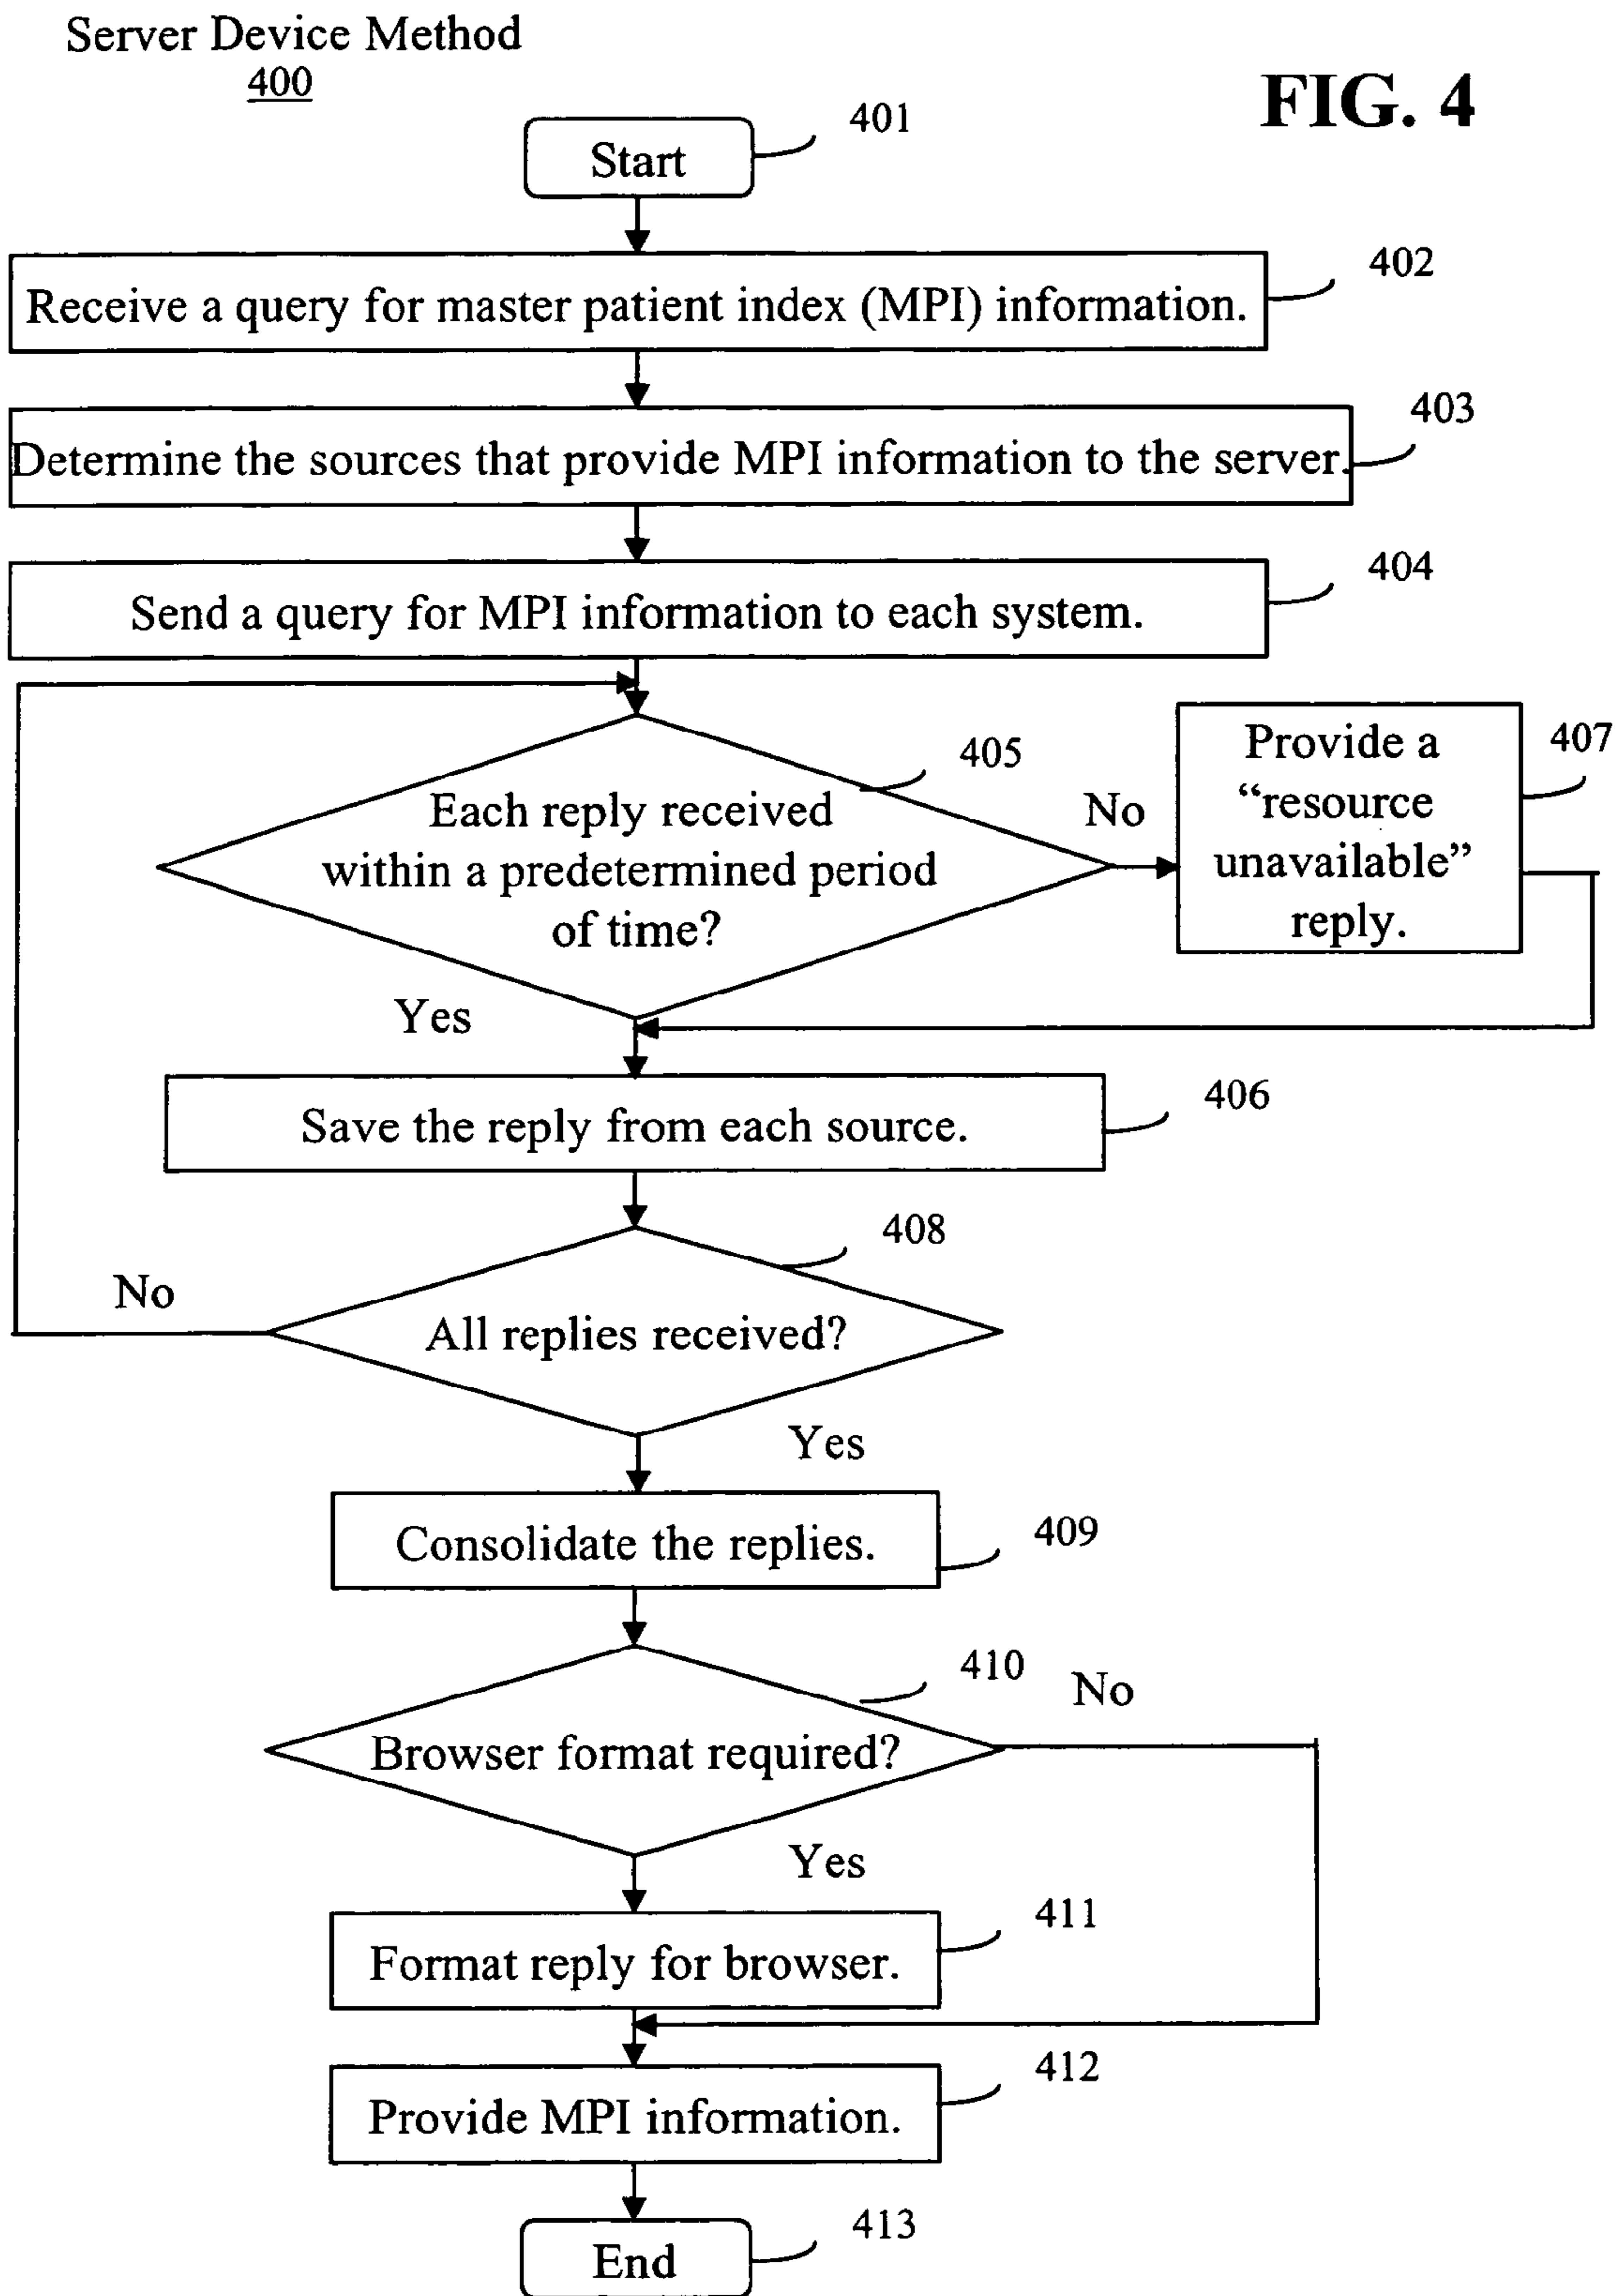 Server Device Method
400
FIG. 4
401
Start
402
Receive a query for master patient index (MPI) information.
403
Determine the sources that provide MPI information to the server.
404
Send a query for MPI information to each system.
405
Each reply received
within a predetermined period
of time?
No
407
Provide a
“resource
unavailable”
reply.
Yes
406
Save the reply from each source.
408
No
All replies received?
Yes
409
Consolidate the replies.
410
No
Browser format required?
Yes
411
Format reply for browser.
412
Provide MPI information.
413
End